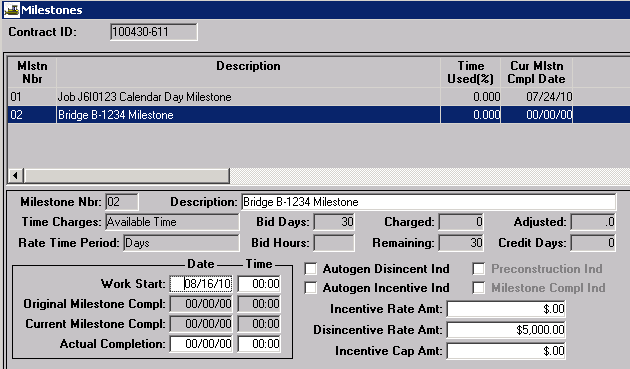 Milestones
Contract ID: 100430-611
Mlstn Nbr Description Time Used(%) Cur Mlstn Cmpl Date
01 Job J6I0123 Calendar Day Milestone 0.000 07/24/10
02 Bridge B-1234 Milestone 0.000 00/00/00
Milestone Nbr: 02 Description: Bridge B-1234 Milestone
Time Charges: Available Time Bid Days: 30 Charged: 0 Adjusted: .0
Rate Time Period: Days Bid Hours: Remaining: 30 Credit Days: 0
Date Time
Work Start: 08/16/10 00:00
Original Milestone Compl: 00/00/00 00:00
Current Milestone Compl: 00/00/00 00:00
Actual Completion: 00/00/00 00:00
Autogen Disincent Ind Preconstruction Ind
Autogen Incentive Ind Milestone Compl Ind
Incentive Rate Amt: $.00
Disincentive Rate Amt: $5,000.00
Incentive Cap Amt: $.00